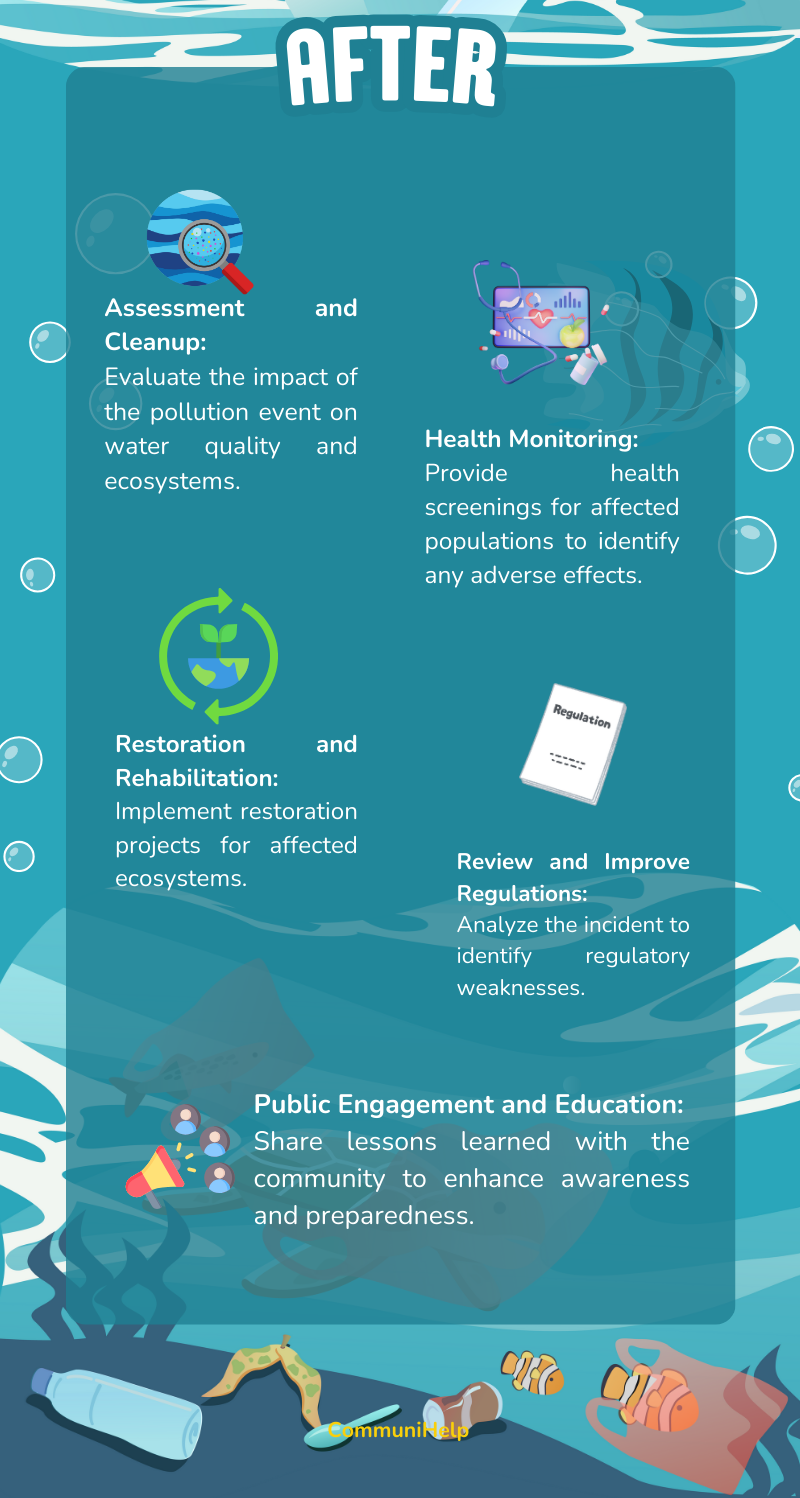 AFTER
Assessment and
Cleanup:
Evaluate the impact of
the pollution event on
water quality and
ecosystems.
Health Monitoring:
Provide health
screenings for affected
populations to identify
any adverse effects.
Restoration and
Rehabilitation:
Implement restoration
projects for affected
ecosystems.
Regulation
Review and Improve
Regulations:
Analyze the incident to
identify regulatory
weaknesses.
Public Engagement and Education:
Share lessons learned with the
community to enhance awareness
and preparedness.
CommuniHelp